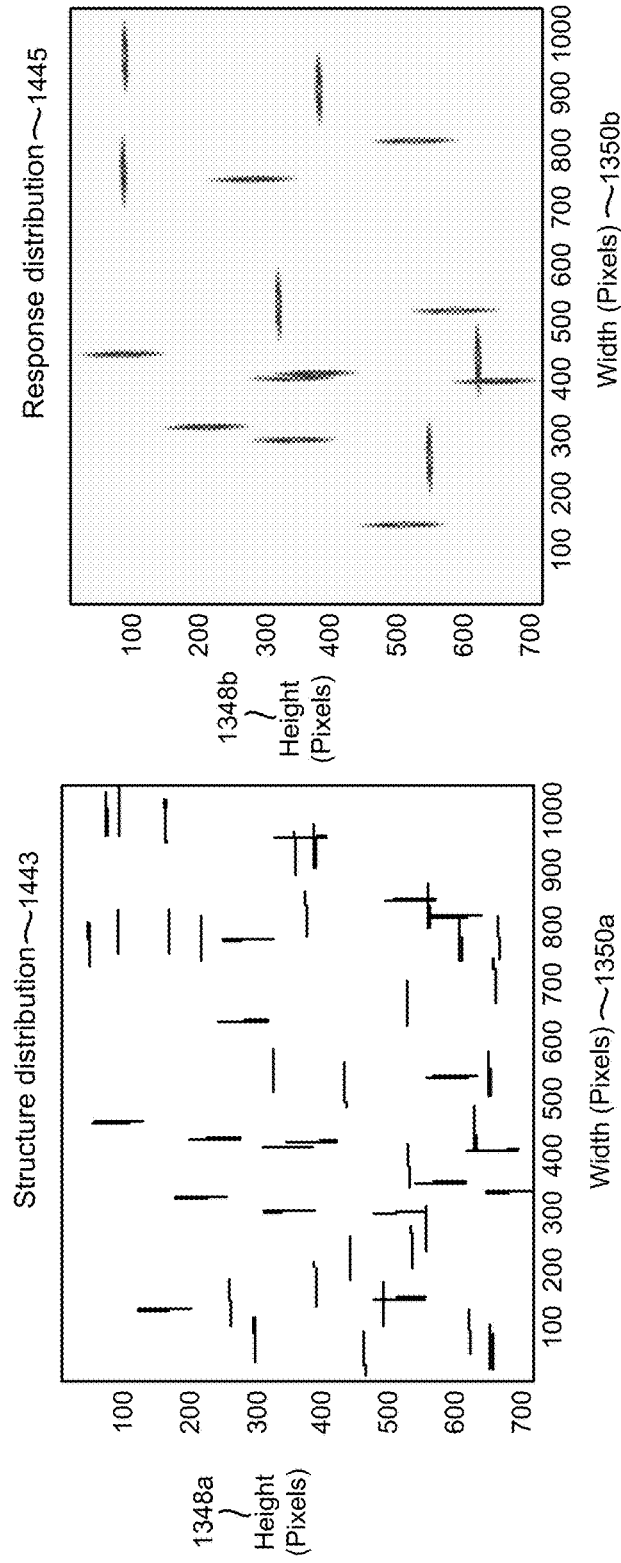 Structure distribution ~1443
1348a
Height
(Pixels)
100
200
300
400
500
600
700
100 200 300 400 500 600 700 800 900 1000
Width (Pixels) ~1350a
Response distribution ~1445
1348b
Height
(Pixels)
100
200
300
400
500
600
700
100 200 300 400 500 600 700 800 900 1000
Width (Pixels) ~1350b